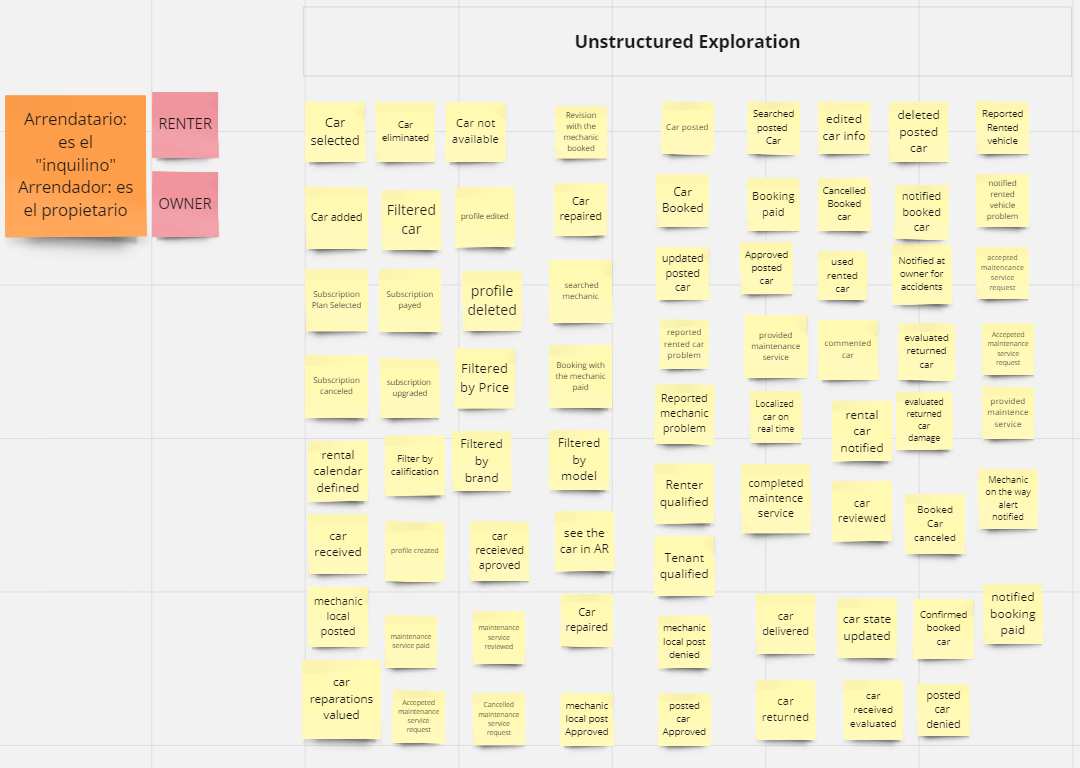 Unstructured Exploration
Arrendatario:
es el
"inquilino"
Arrendador: es
el propietario
RENTER
OWNER
Car
selected
Car
eliminated
Car not
available
Revision
with the
mechanic
booked
Car posted
Searched
posted
Car
edited
car info
deleted
posted
car
Reported
Rented
vehicle
Car added
Filtered
car
profile edited
Car
repaired
Car
Booked
Booking
paid
Cancelled
Booked
car
notified
booked
car
notified
rented
vehicle
problem
Subscription
Plan Selected
Subscription
payed
profile
deleted
searched
mechanic
updated
posted
car
Approved
posted
car
used
rented
car
Notified at
owner for
accidents
accepted
maitencance
service
request
Subscription
canceled
subscription
upgraded
Filtered
by Price
Booking with
the mechanic
paid
reported
rented car
problem
provided
maintenance
service
commented
car
evaluated
returned
car
Accepeted
maintenance
service
request
Reported
mechanic
problem
Localized
car on
real time
rental
car
notified
evaluated
returned
car
damage
provided
maintence
service
rental
calendar
defined
Filter by
calification
Filtered
by
brand
Filtered
by
model
Renter
qualified
completed
maintence
service
car
reviewed
Booked
Car
canceled
Mechanic
on the way
alert
notified
car
received
profile created
car
receieved
aproved
see the
car in AR
Tenant
qualified
mechanic
local
posted
maintenance
service paid
maintenance
service
reviewed
Car
repaired
mechanic
local post
denied
car
delivered
car state
updated
Confirmed
booked
car
notified
booking
paid
car
reparations
valued
Accepeted
maintenance
service
request
Cancelled
maintenance
service
request
mechanic
local post
Approved
posted
car
Approved
car
returned
car
received
evaluated
posted
car
denied